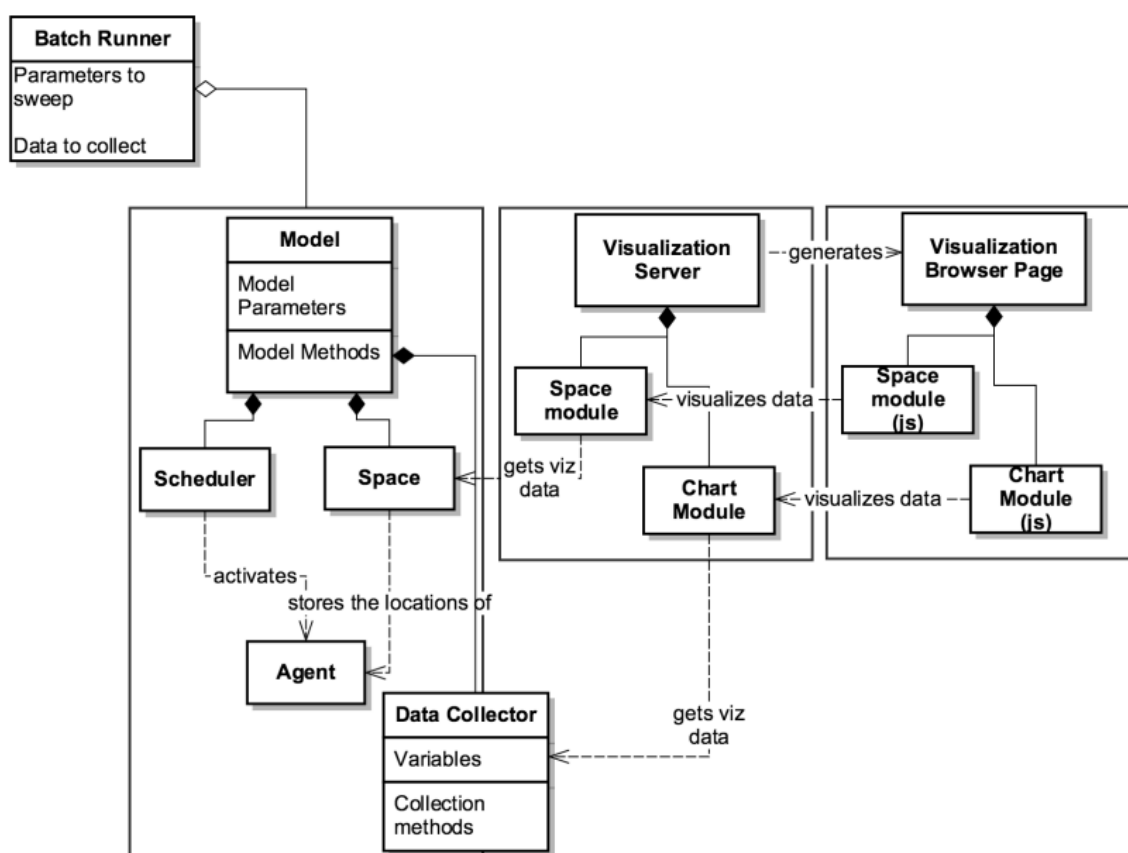 Batch Runner
Parameters to
sweep
Data to collect
Model
Model
Parameters
Model Methods
Scheduler
Space
activates
stores the locations of
Agent
Data Collector
Variables
Collection
methods
Visualization
Server
generates
Visualization
Browser Page
Space
module
visualizes data
Space
module
(js)
gets viz
data
Chart
Module
visualizes data
Chart
Module
(js)
gets viz
data